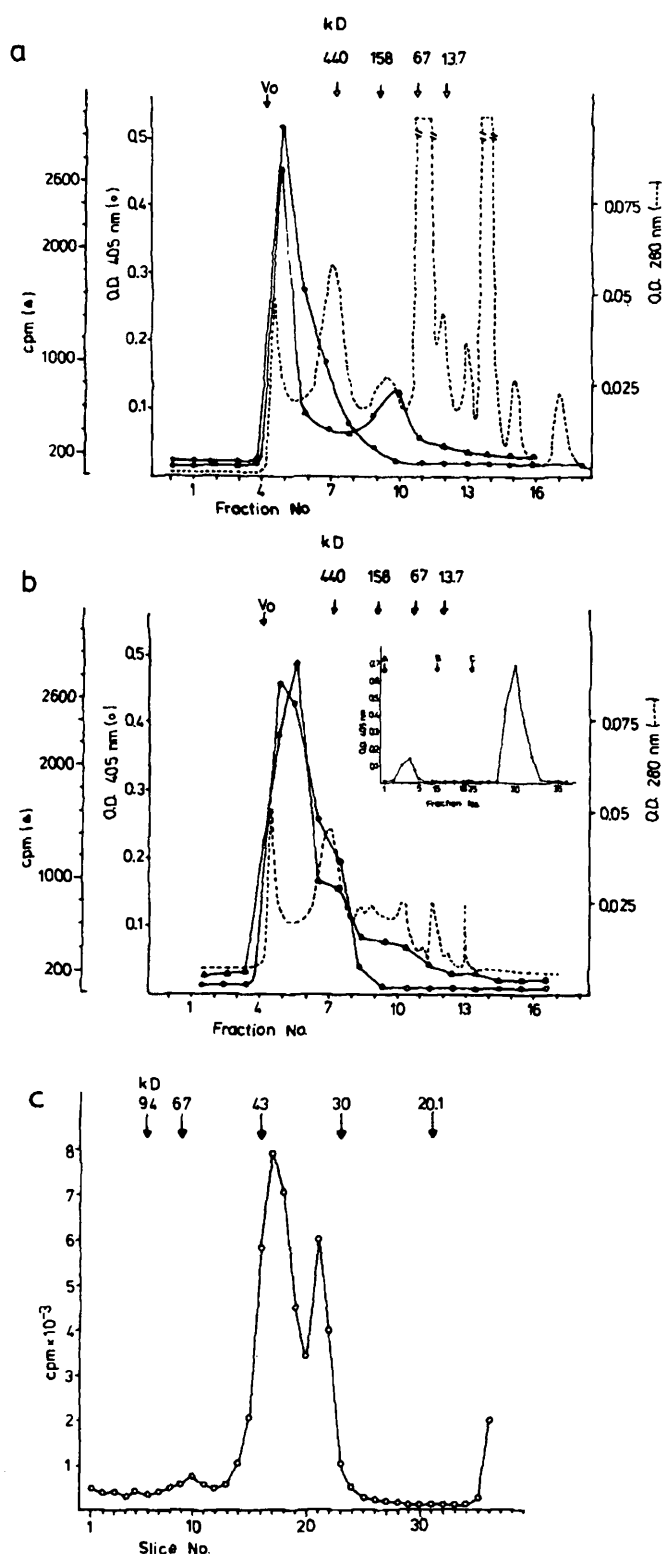 a
kD
440 158 67 13.7
Vo
cpm (▵)
2600
2000
1000
200
O.D. 405 nm (o)
0.5
0.4
0.3
0.2
0.1
O.D. 280 nm (----)
0.075
0.05
0.025
1 4 7 10 13 16
Fraction No
b
kD
440 158 67 13.7
Vo
cpm (▵)
2600
2000
1000
200
O.D. 405 nm (o)
0.5
0.4
0.3
0.2
0.1
O.D. 405 nm
Fraction No.
O.D. 280 nm (----)
0.075
0.05
0.025
1 4 7 10 13 16
Fraction No.
c
kD
94 67 43 30 20.1
cpm×10⁻³
8
7
6
5
4
3
2
1
1 10 20 30
Slice No.